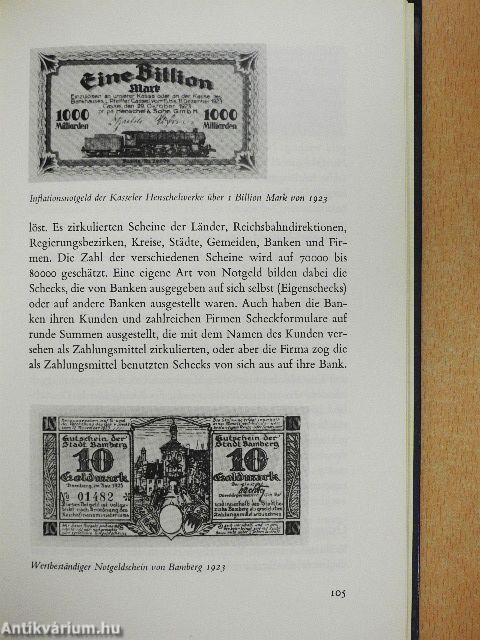 Eine Billion
Mark
1000
Milliarden
1000
Milliarden
Inflationsnotgeld der Kasseler Henschelwerke über 1 Billion Mark von 1923
löst. Es zirkulierten Scheine der Länder, Reichsbahndirektionen,
Regierungsbezirken, Kreise, Städte, Gemeiden, Banken und Fir-
men. Die Zahl der verschiedenen Scheine wird auf 70000 bis
80000 geschätzt. Eine eigene Art von Notgeld bilden dabei die
Schecks, die von Banken ausgegeben auf sich selbst (Eigenschecks)
oder auf andere Banken ausgestellt waren. Auch haben die Ban-
ken ihren Kunden und zahlreichen Firmen Scheckformulare auf
runde Summen ausgestellt, die mit dem Namen des Kunden ver-
sehen als Zahlungsmittel zirkulierten, oder aber die Firma zog die
als Zahlungsmittel benutzten Schecks von sich aus auf ihre Bank.
Gutschein der
Stadt Bamberg
10
Goldmark
No 01482
Gutschein der
Stadt Bamberg
10
Goldmark
Wertbeständiger Notgeldschein von Bamberg 1923
105
Antikvárium.hu